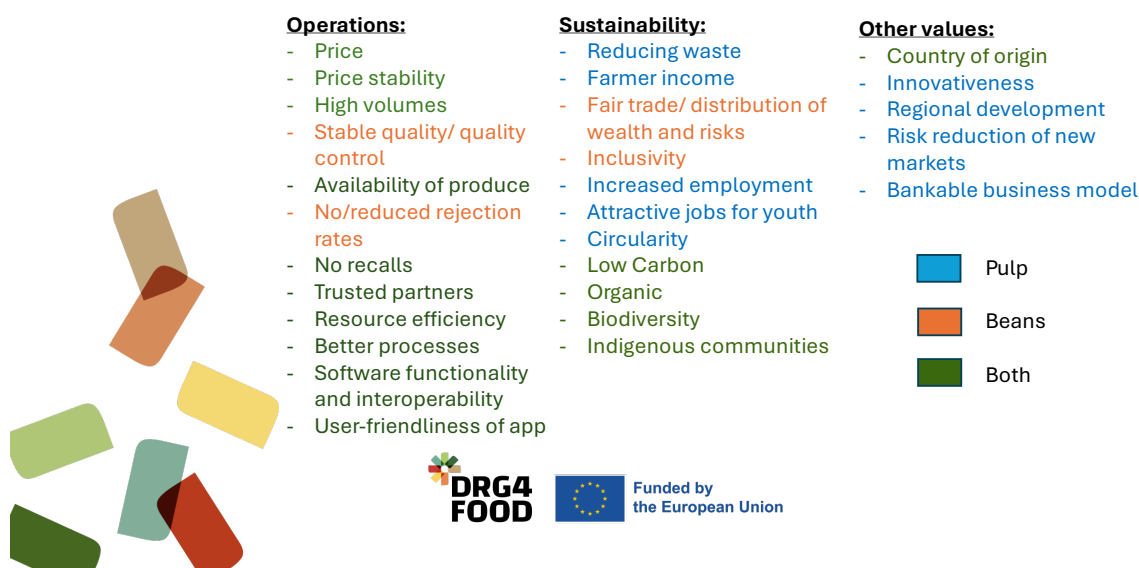 Operations:
- Price
- Price stability
- High volumes
- Stable quality/ quality
control
- Availability of produce
- No/reduced rejection
rates
- No recalls
- Trusted partners
- Resource efficiency
- Better processes
- Software functionality
and interoperability
- User-friendliness of app
Sustainability:
- Reducing waste
- Farmer income
- Fair trade/ distribution of
wealth and risks
- Inclusivity
- Increased employment
- Attractive jobs for youth
- Circularity
- Low Carbon
- Organic
- Biodiversity
- Indigenous communities
Other values:
- Country of origin
- Innovativeness
- Regional development
- Risk reduction of new
markets
- Bankable business model
Pulp
Beans
Both
DRG4
FOOD
Funded by
the European Union